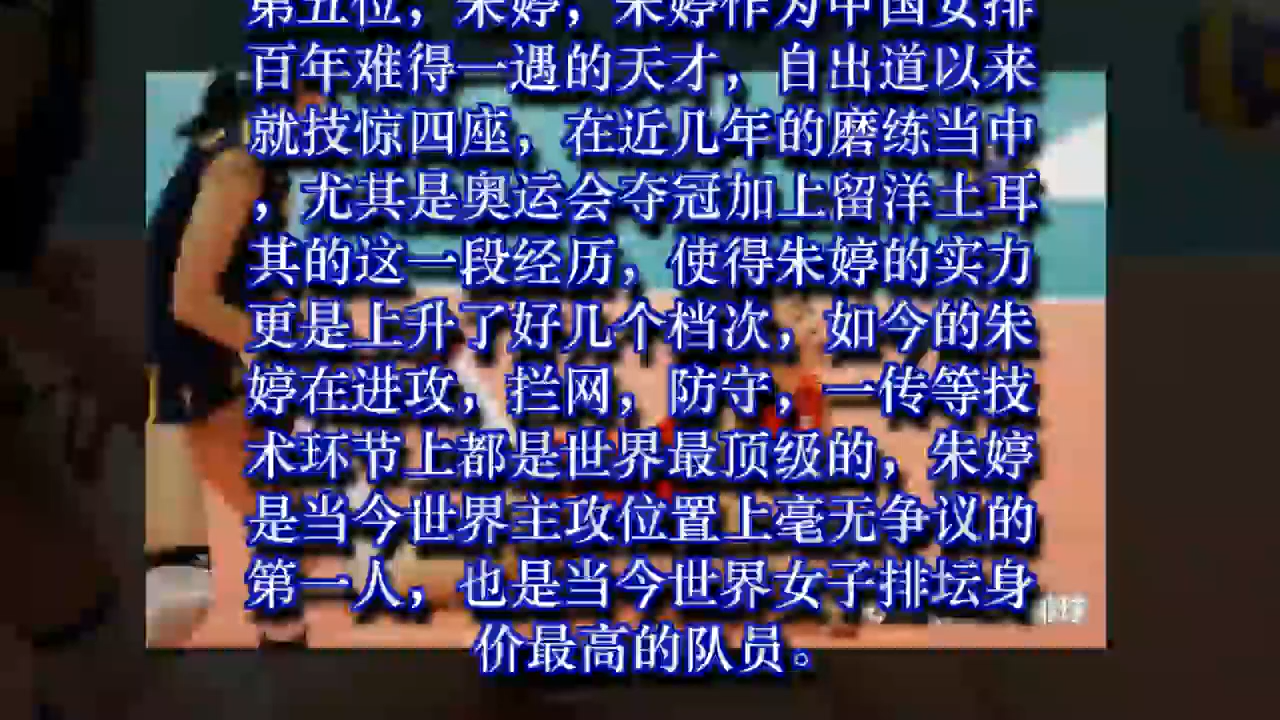 第五位，朱婷，朱婷作为中国女排
百年难得一遇的天才，自出道以来
就技惊四座，在近几年的磨练当中
，尤其是奥运会夺冠加上留洋土耳
其的这一段经历，使得朱婷的实力
更是上升了好几个档次，如今的朱
婷在进攻，拦网，防守，一传等技
术环节上都是世界最顶级的，朱婷
是当今世界主攻位置上毫无争议的
第一人，也是当今世界女子排坛身
价最高的队员。